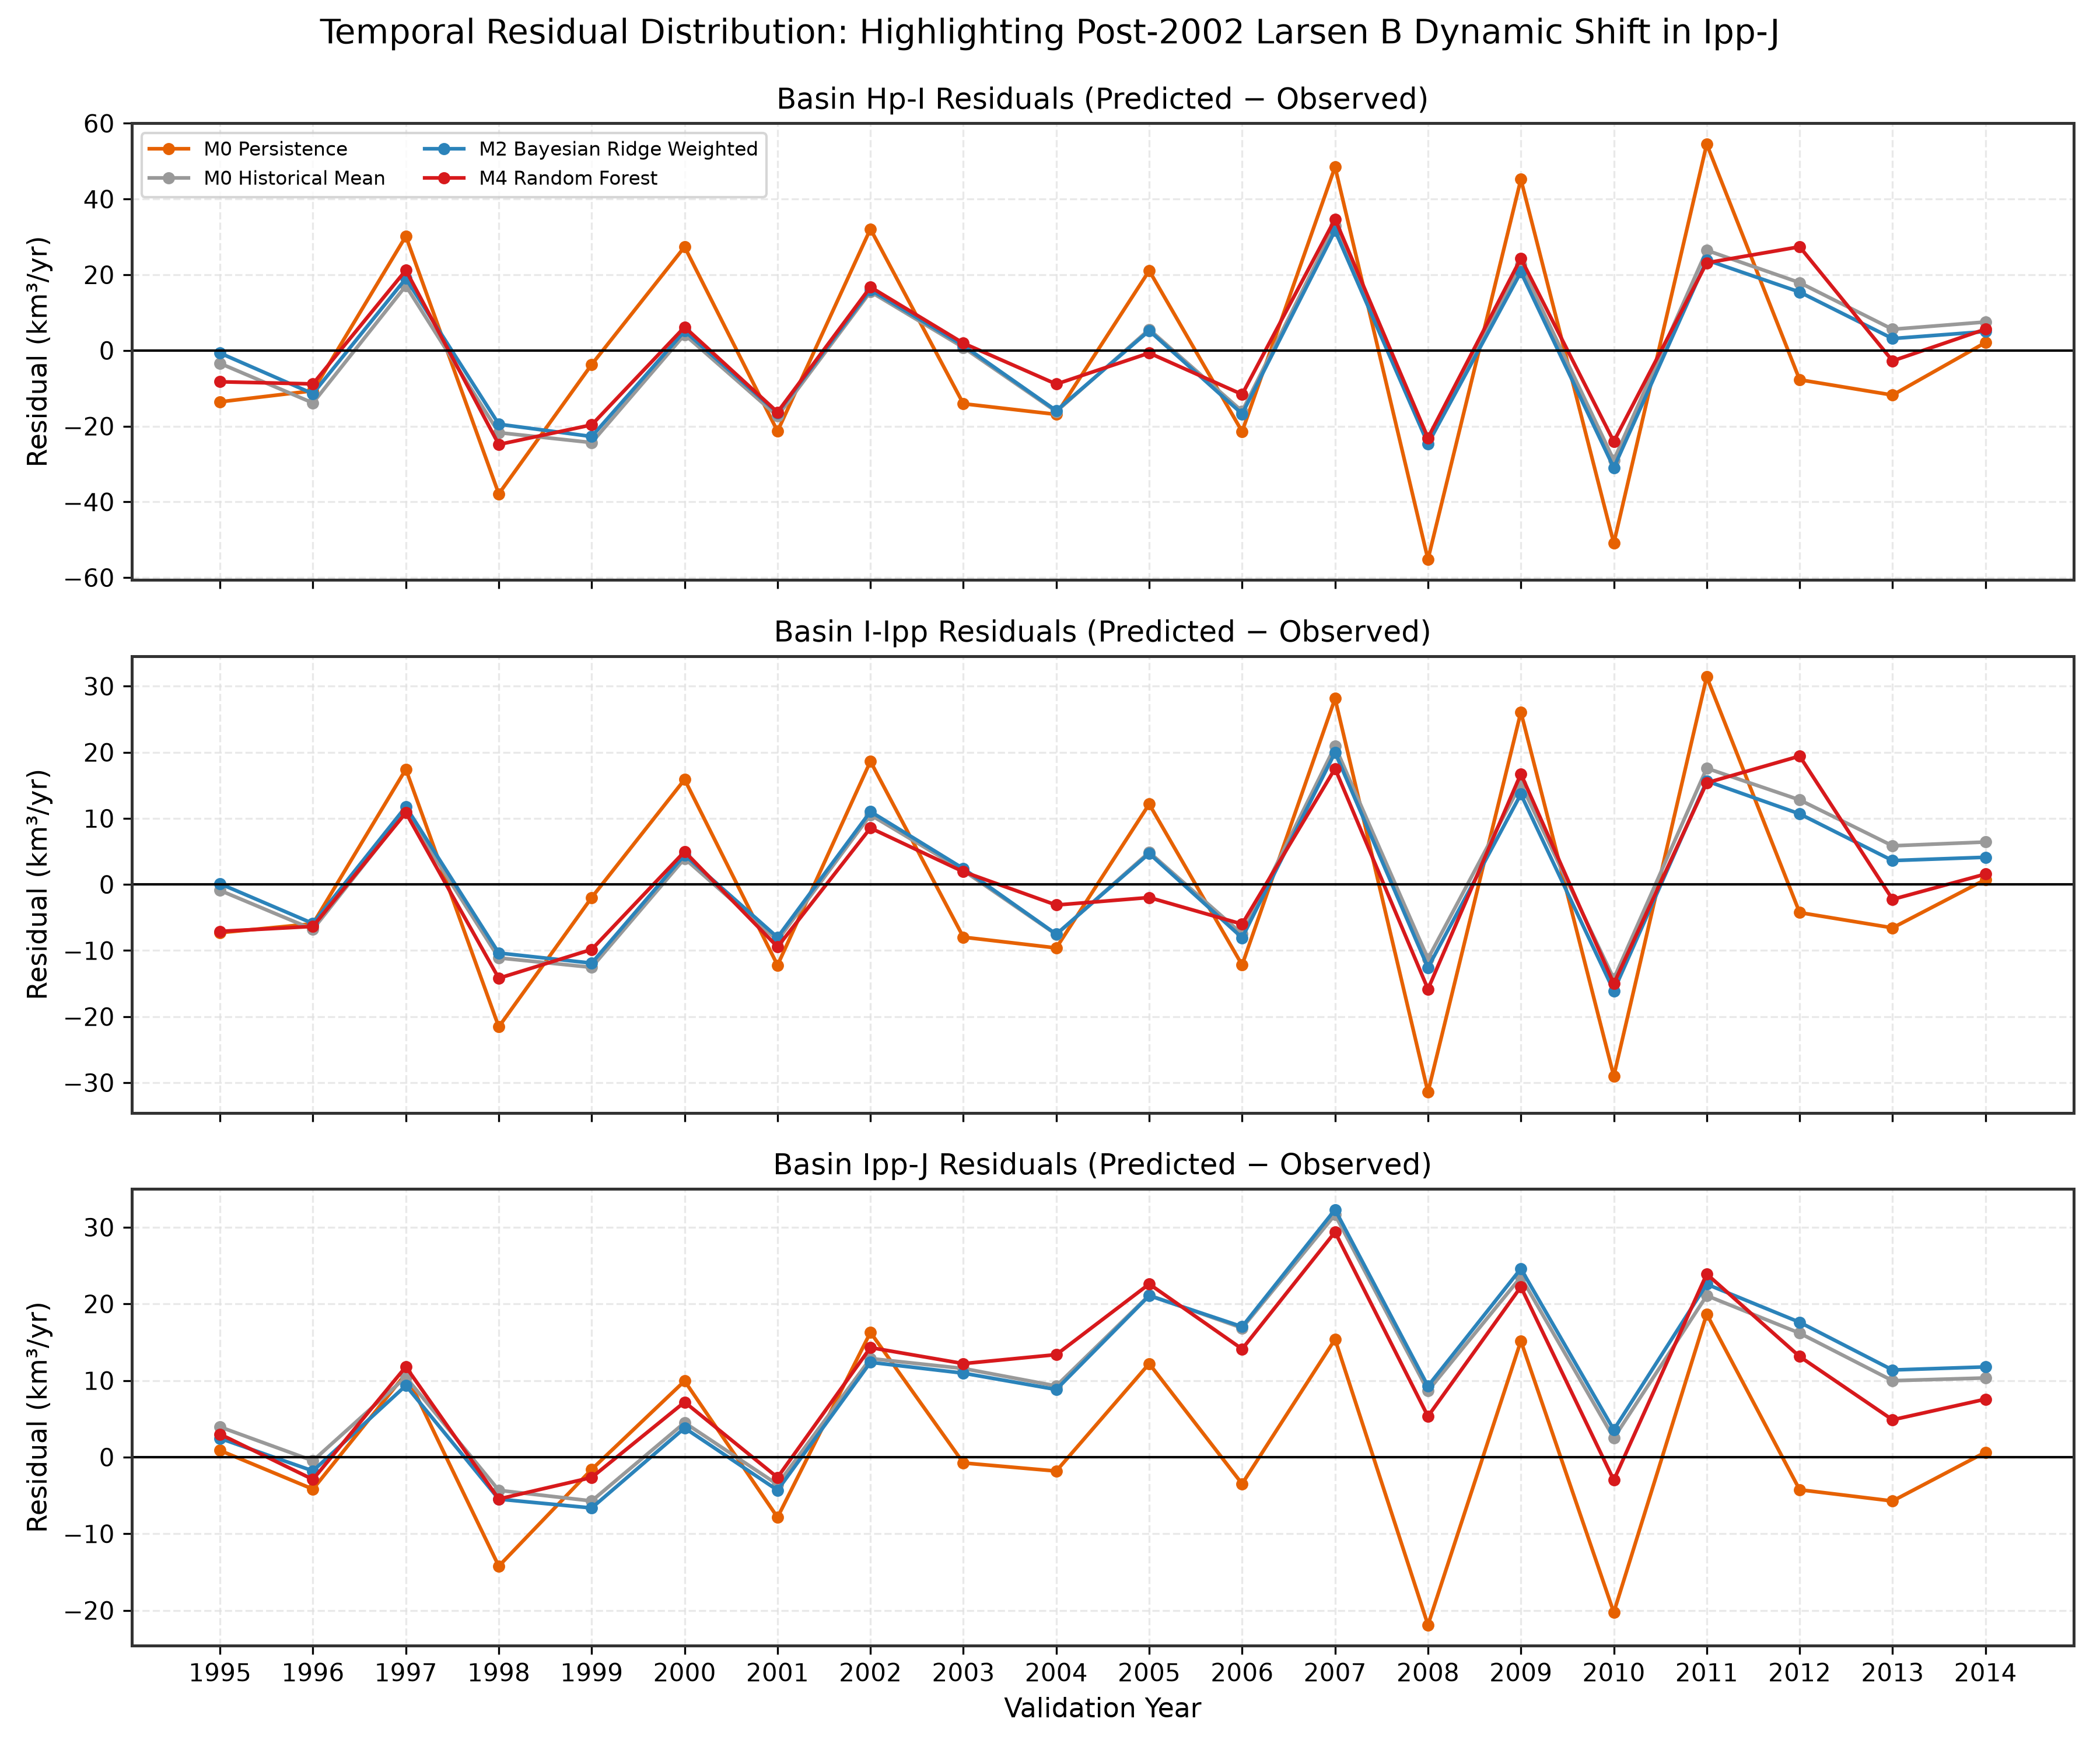 Temporal Residual Distribution: Highlighting Post-2002 Larsen B Dynamic Shift in Ipp-J
Basin Hp-I Residuals (Predicted − Observed)
M0 Persistence
M0 Historical Mean
M2 Bayesian Ridge Weighted
M4 Random Forest
Residual (km³/yr)
60
40
20
0
−20
−40
−60
Basin I-Ipp Residuals (Predicted − Observed)
Residual (km³/yr)
30
20
10
0
−10
−20
−30
Basin Ipp-J Residuals (Predicted − Observed)
Residual (km³/yr)
30
20
10
0
−10
−20
1995 1996 1997 1998 1999 2000 2001 2002 2003 2004 2005 2006 2007 2008 2009 2010 2011 2012 2013 2014
Validation Year